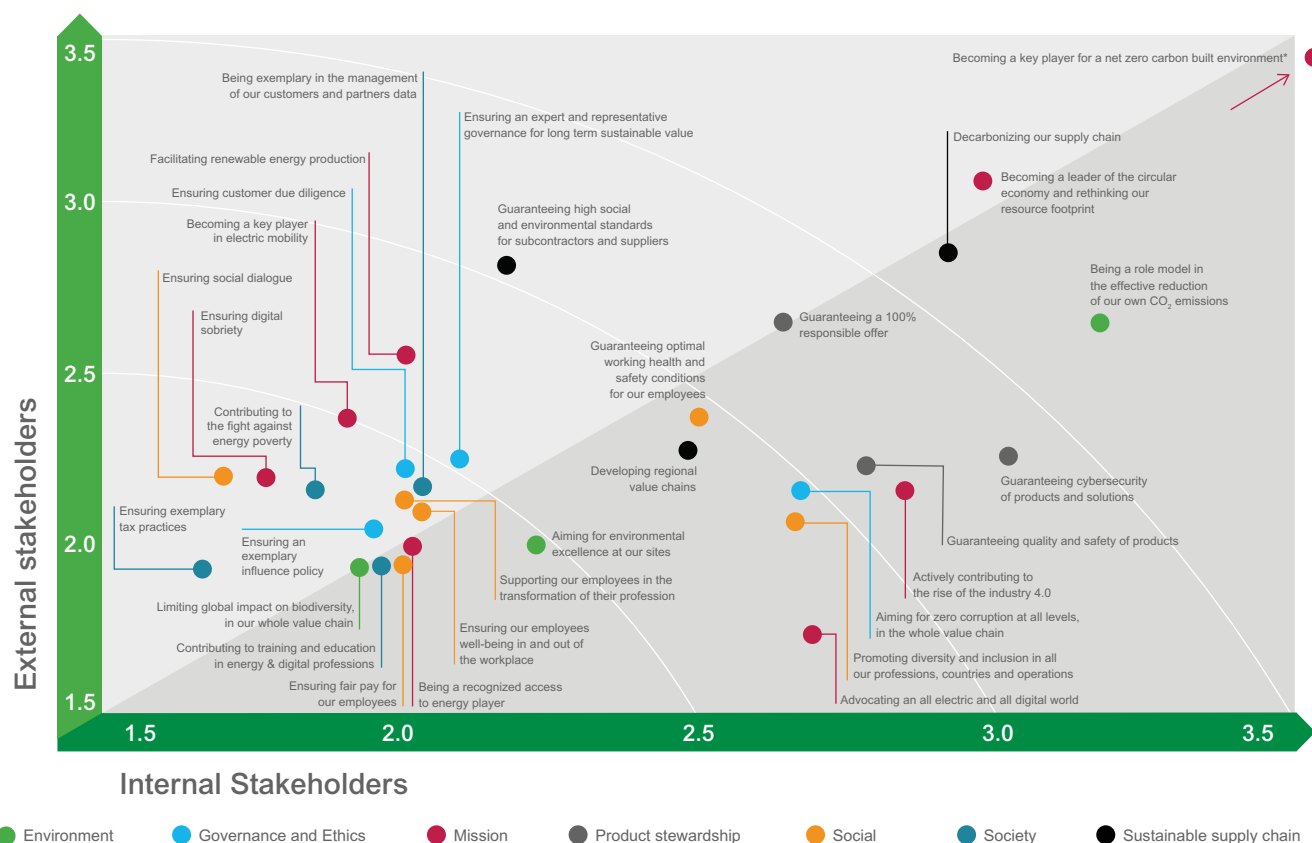 3.5
3.0
2.5
2.0
1.5
External stakeholders
Being exemplary in the management
of our customers and partners data
Ensuring an expert and representative
governance for long term sustainable value
Facilitating renewable energy production
Ensuring customer due diligence
Becoming a key player
in electric mobility
Ensuring social dialogue
Ensuring digital
sobriety
Contributing to
the fight against
energy poverty
Ensuring exemplary
tax practices
Ensuring an
exemplary
influence policy
Limiting global impact on biodiversity,
in our whole value chain
Contributing to training and education
in energy & digital professions
Ensuring fair pay for
our employees
Being a recognized access
to energy player
Ensuring our employees
well-being in and out of
the workplace
Supporting our employees in the
transformation of their profession
Aiming for environmental
excellence at our sites
Guaranteeing high social
and environmental standards
for subcontractors and suppliers
Guaranteeing optimal
working health and
safety conditions
for our employees
Developing regional
value chains
Guaranteeing a 100%
responsible offer
Becoming a key player for a net zero carbon built environment*
Decarbonizing our supply chain
Becoming a leader of the circular
economy and rethinking our
resource footprint
Being a role model in
the effective reduction
of our own CO2 emissions
Guaranteeing cybersecurity
of products and solutions
Guaranteeing quality and safety of products
Actively contributing to
the rise of the industry 4.0
Aiming for zero corruption at all levels,
in the whole value chain
Promoting diversity and inclusion in all
our professions, countries and operations
Advocating an all electric and all digital world
1.5
2.0
2.5
3.0
3.5
Internal Stakeholders
Environment
Governance and Ethics
Mission
Product stewardship
Social
Society
Sustainable supply chain